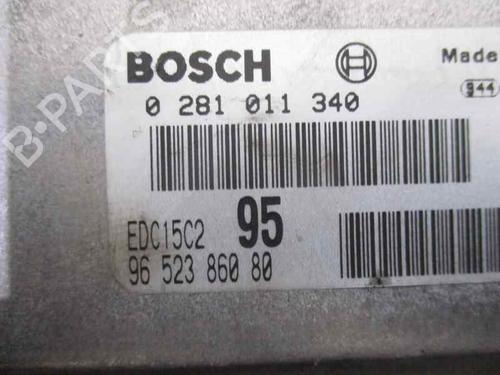 B-PARTS
BOSCH
Made
0 281 011 340
944
EDC15C2 95
96 523 860 80